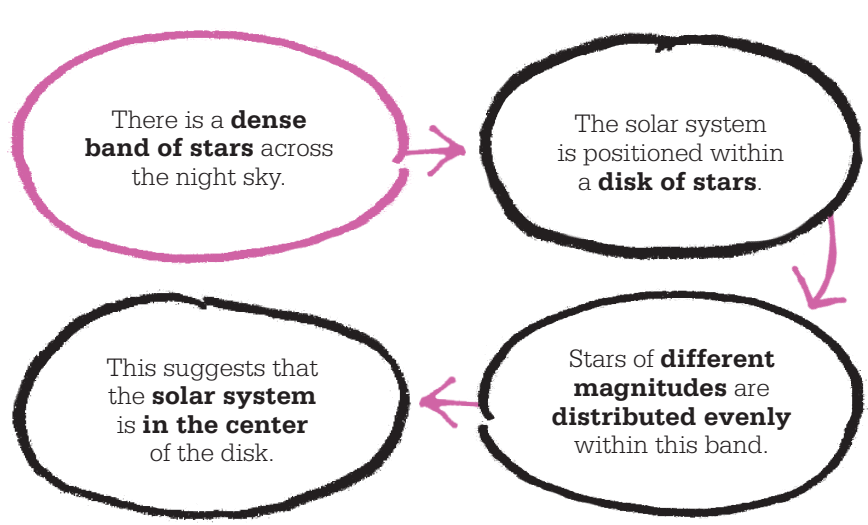 There is a dense
band of stars across
the night sky.
The solar system
is positioned within
a disk of stars.
Stars of different
magnitudes are
distributed evenly
within this band.
This suggests that
the solar system
is in the center
of the disk.